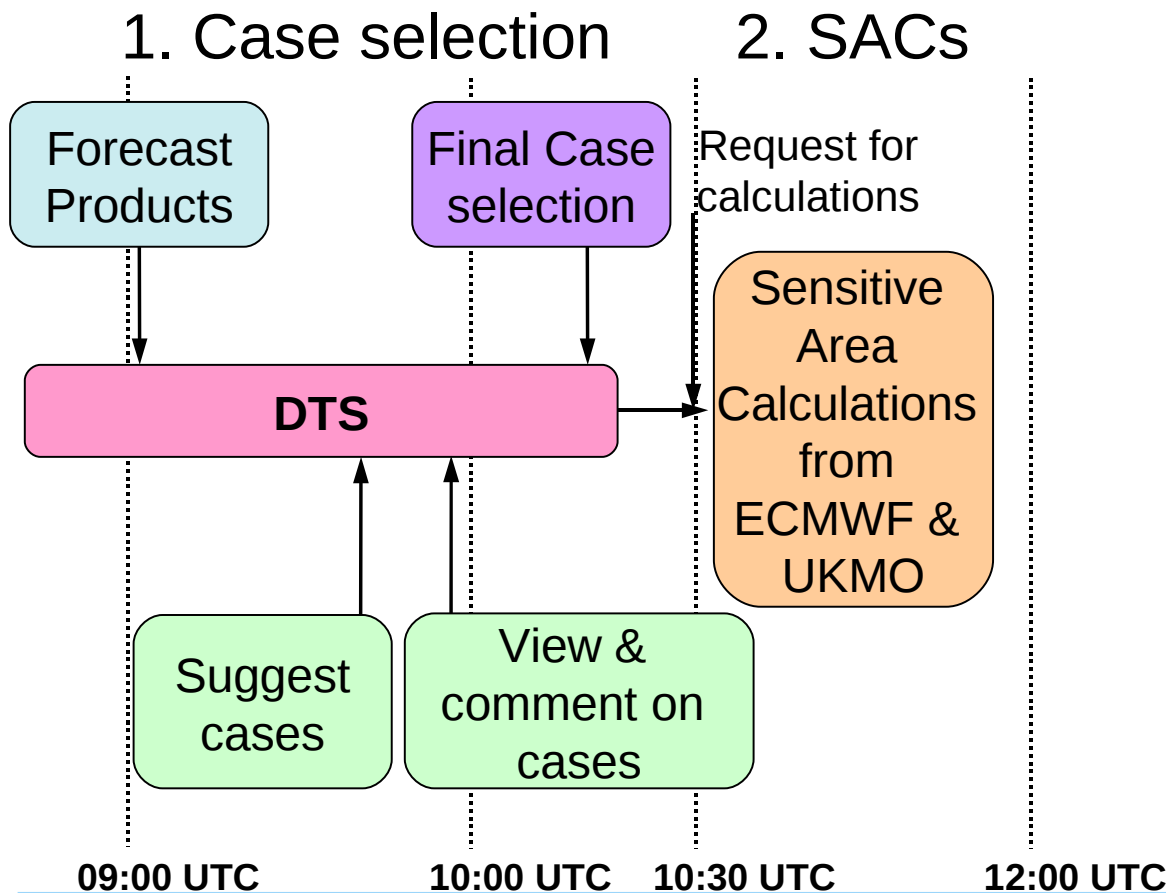 1. Case selection
2. SACs
Forecast
Products
Final Case
selection
Request for
calculations
Sensitive
Area
Calculations
from
ECMWF &
UKMO
DTS
Suggest
cases
View &
comment on
cases
09:00 UTC
10:00 UTC
10:30 UTC
12:00 UTC